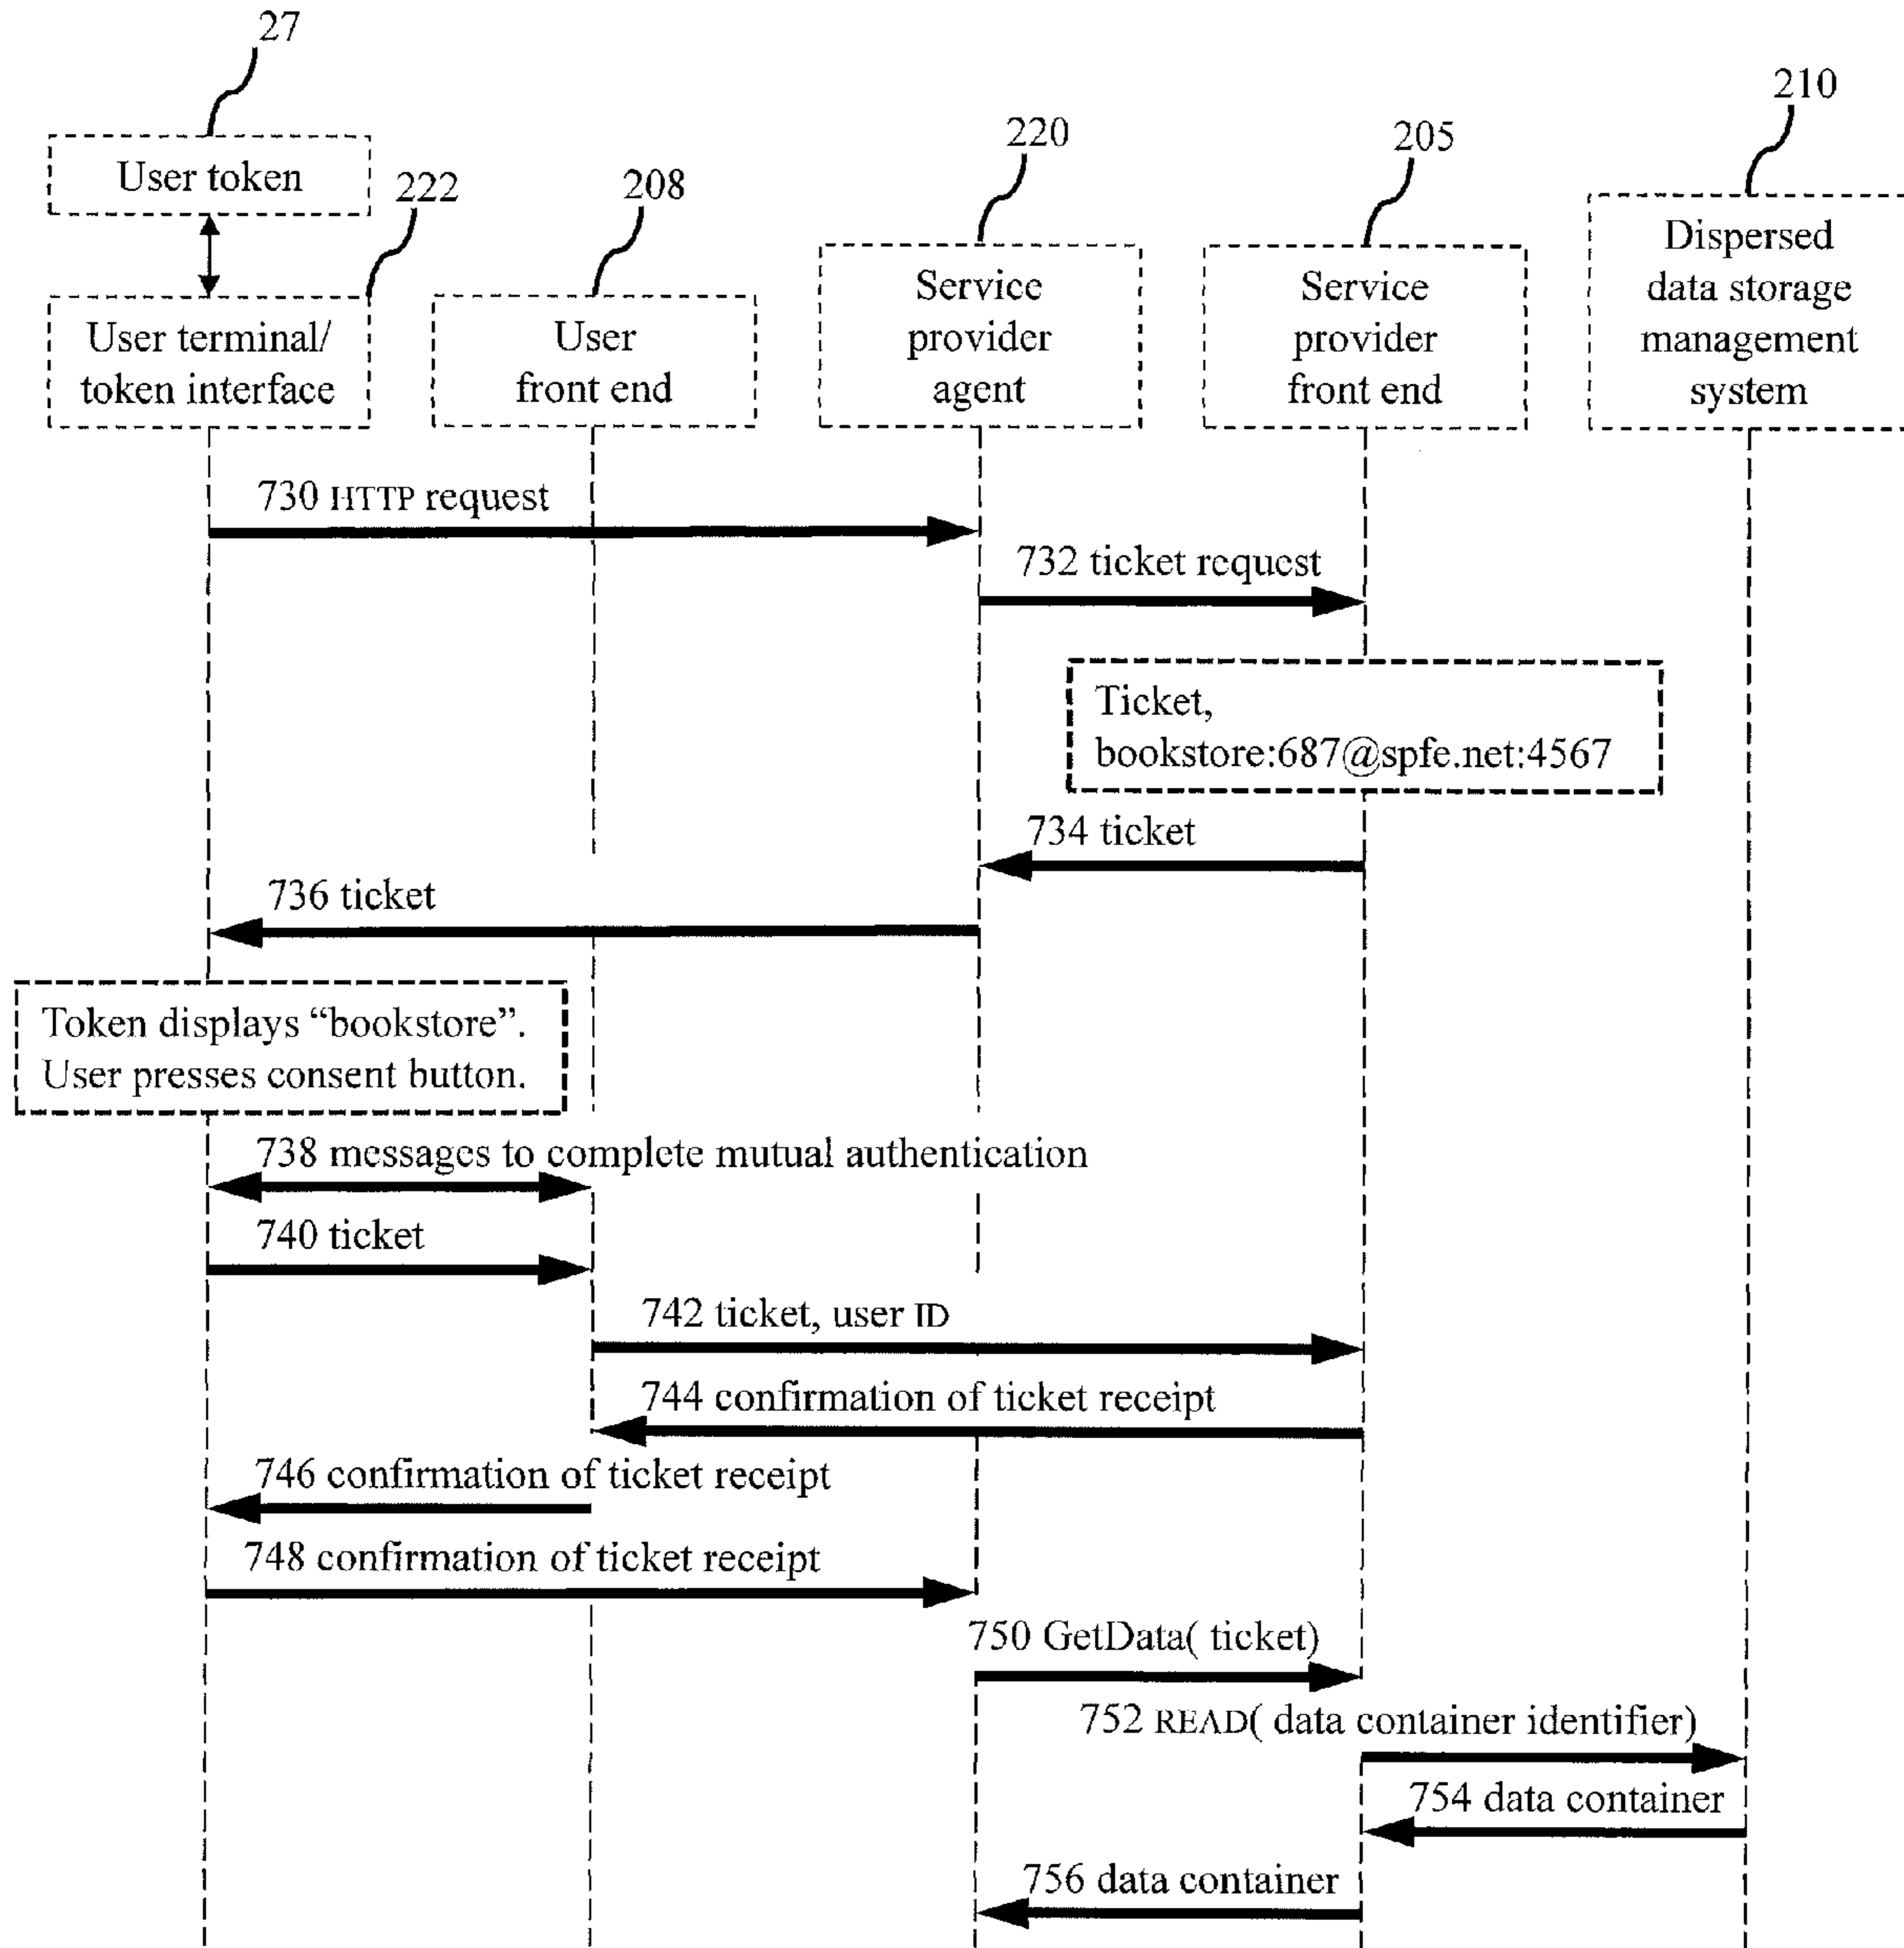 27
210
220
205
User token
222
208
Dispersed
data storage
management
system
Service
provider
agent
Service
provider
front end
User terminal/
token interface
User
front end
730 HTTP request
732 ticket request
Ticket,
bookstore:687@spfe.net:4567
734 ticket
736 ticket
Token displays “bookstore”.
User presses consent button.
738 messages to complete mutual authentication
740 ticket
742 ticket, user ID
744 confirmation of ticket receipt
746 confirmation of ticket receipt
748 confirmation of ticket receipt
750 GetData( ticket)
752 READ( data container identifier)
754 data container
756 data container